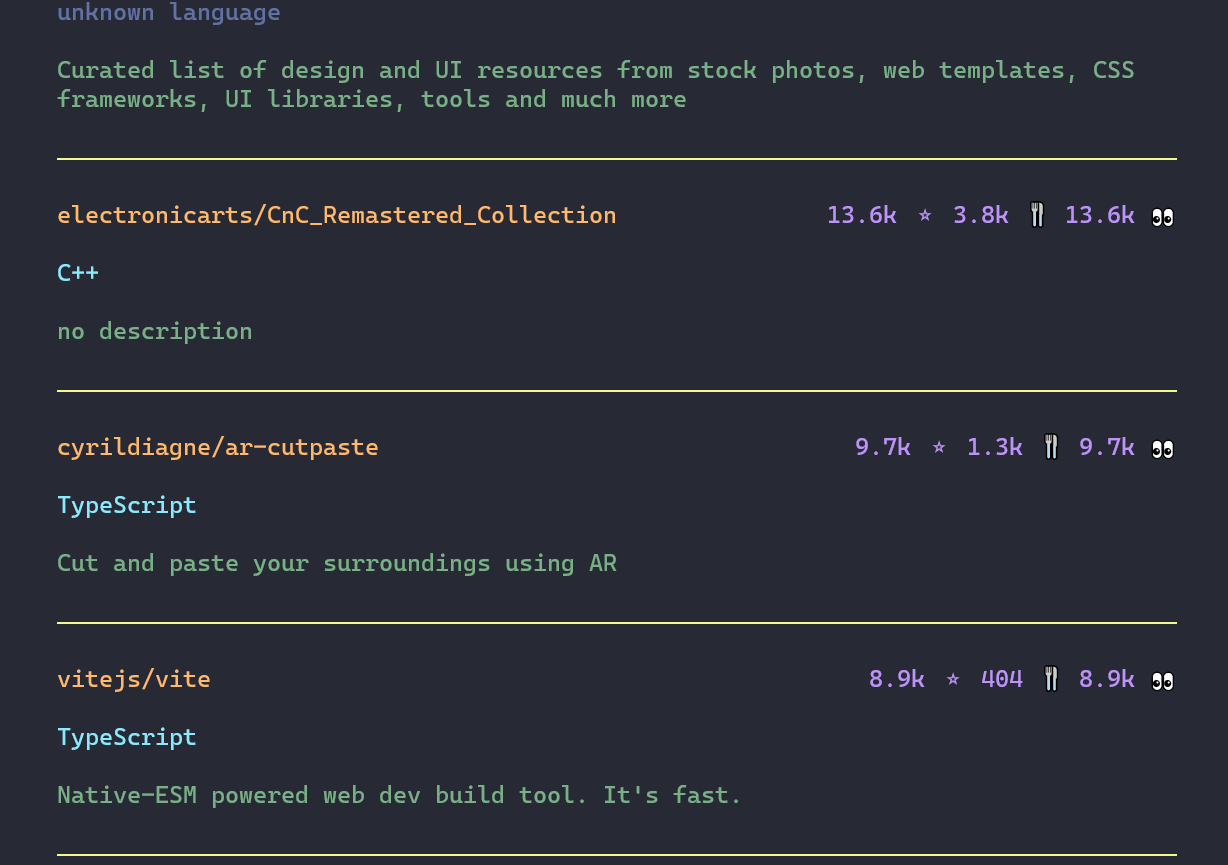 unknown language
Curated list of design and UI resources from stock photos, web templates, CSS
frameworks, UI libraries, tools and much more
electronicarts/CnC_Remastered_Collection 13.6k ⭐ 3.8k 🍴 13.6k 👀
C++
no description
cyrildiagne/ar-cutpaste 9.7k ⭐ 1.3k 🍴 9.7k 👀
TypeScript
Cut and paste your surroundings using AR
vitejs/vite 8.9k ⭐ 404 🍴 8.9k 👀
TypeScript
Native-ESM powered web dev build tool. It's fast.